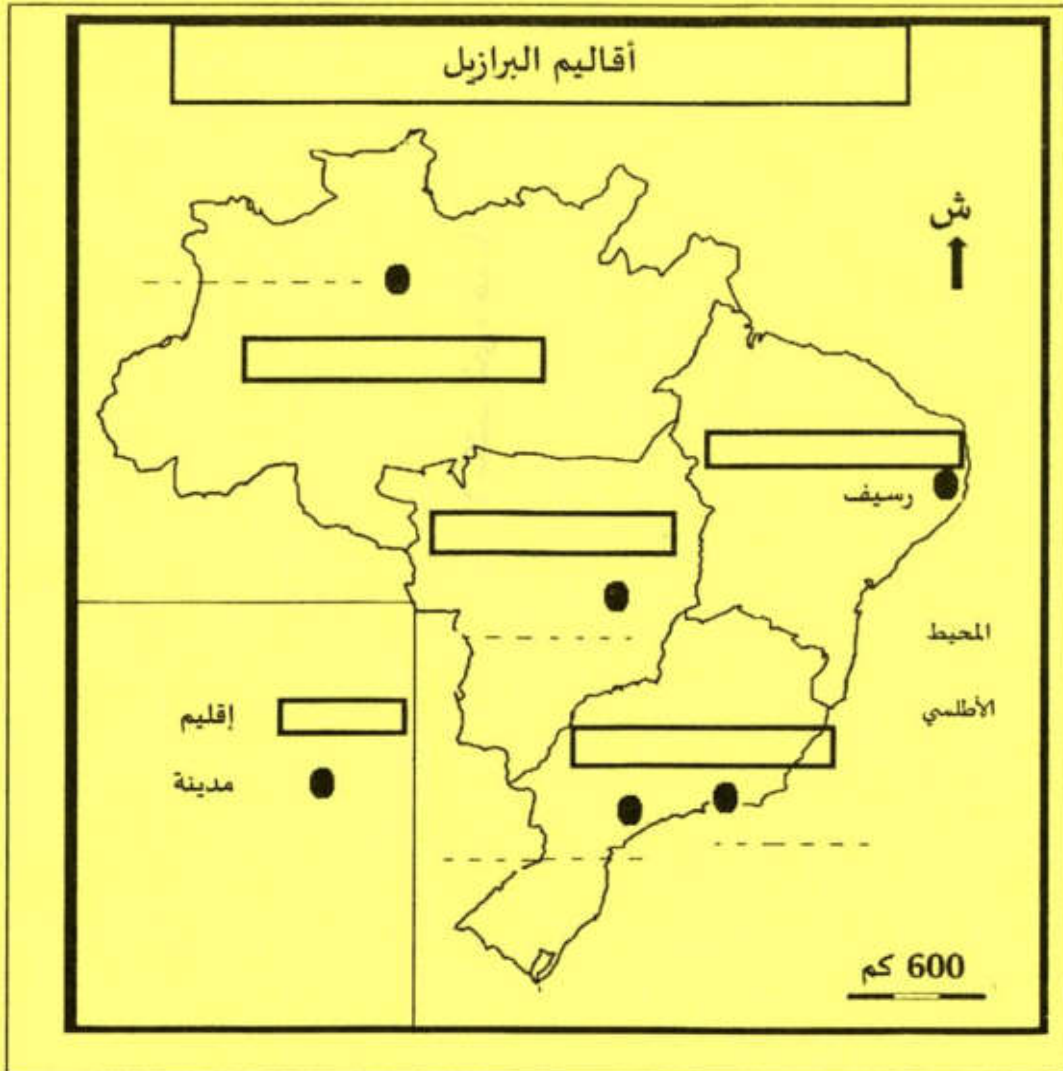 أقاليم البرازيل
ش
رسيف
المحيط
الأطلسي
إقليم
مدينة
600 كم